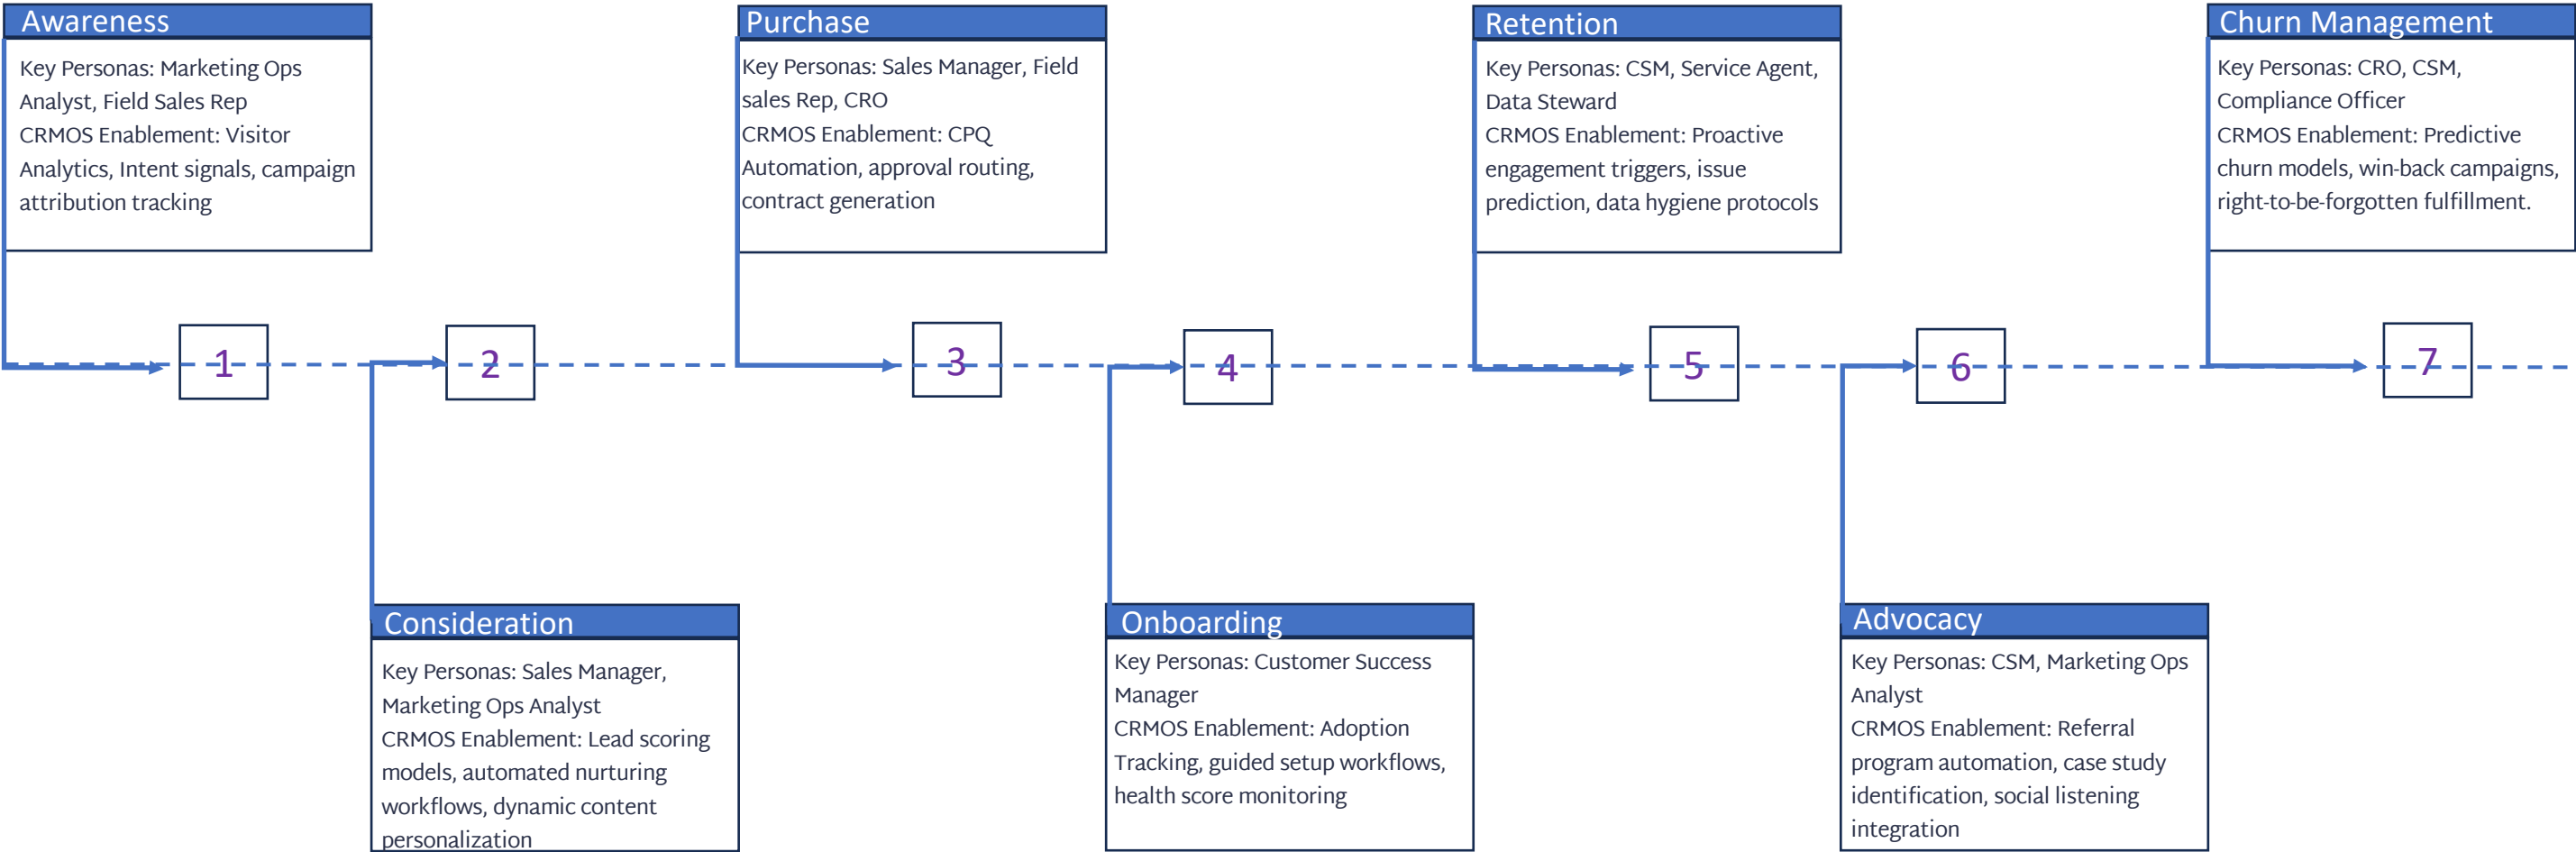 Awareness
Key Personas: Marketing Ops
Analyst, Field Sales Rep
CRMOS Enablement: Visitor
Analytics, Intent signals, campaign
attribution tracking
Purchase
Key Personas: Sales Manager, Field
sales Rep, CRO
CRMOS Enablement: CPQ
Automation, approval routing,
contract generation
Retention
Key Personas: CSM, Service Agent,
Data Steward
CRMOS Enablement: Proactive
engagement triggers, issue
prediction, data hygiene protocols
Churn Management
Key Personas: CRO, CSM,
Compliance Officer
CRMOS Enablement: Predictive
churn models, win-back campaigns,
right-to-be-forgotten fulfillment.
1
2
3
4
5
6
7
Consideration
Key Personas: Sales Manager,
Marketing Ops Analyst
CRMOS Enablement: Lead scoring
models, automated nurturing
workflows, dynamic content
personalization
Onboarding
Key Personas: Customer Success
Manager
CRMOS Enablement: Adoption
Tracking, guided setup workflows,
health score monitoring
Advocacy
Key Personas: CSM, Marketing Ops
Analyst
CRMOS Enablement: Referral
program automation, case study
identification, social listening
integration